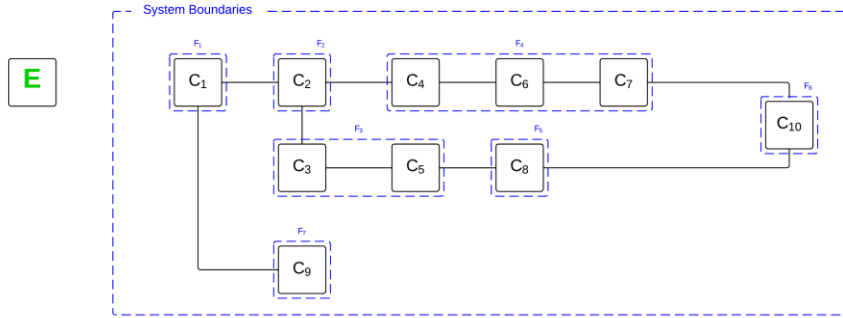 System Boundaries
F₁ F₂ F₄
E C₁ C₂ C₄ C₆ C₇
F₆
C₁₀
F₃ F₅
C₃ C₅ C₈
F₇
C₉